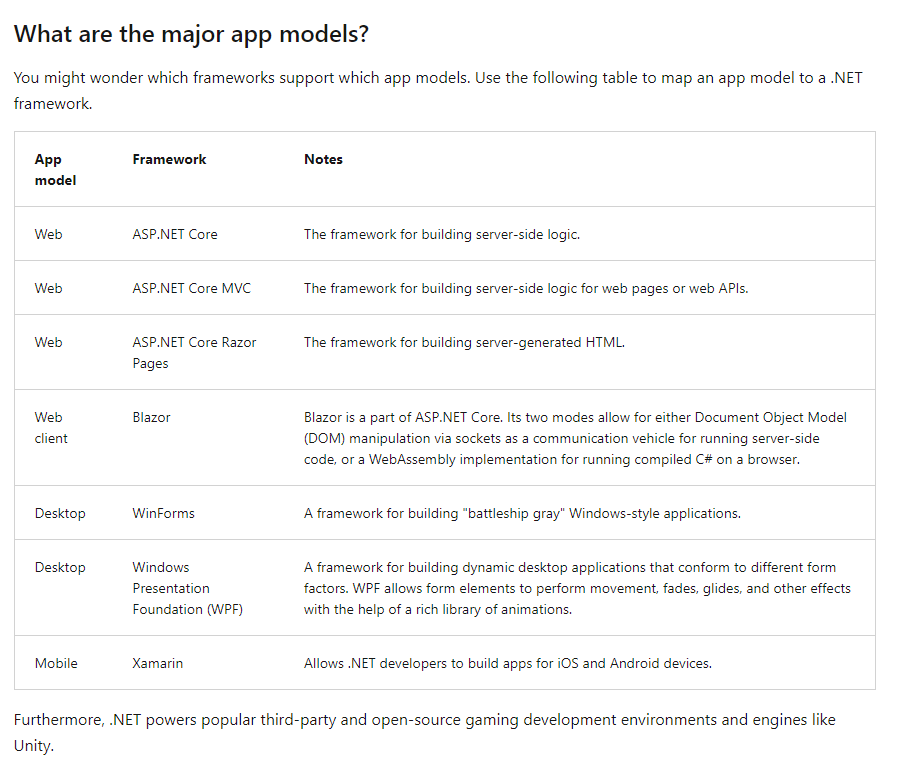 What are the major app models?
You might wonder which frameworks support which app models. Use the following table to map an app model to a .NET
framework.
App model	Framework	Notes
Web	ASP.NET Core	The framework for building server-side logic.
Web	ASP.NET Core MVC	The framework for building server-side logic for web pages or web APIs.
Web	ASP.NET Core Razor Pages	The framework for building server-generated HTML.
Web client	Blazor	Blazor is a part of ASP.NET Core. Its two modes allow for either Document Object Model
(DOM) manipulation via sockets as a communication vehicle for running server-side
code, or a WebAssembly implementation for running compiled C# on a browser.
Desktop	WinForms	A framework for building "battleship gray" Windows-style applications.
Desktop	Windows Presentation Foundation (WPF)	A framework for building dynamic desktop applications that conform to different form
factors. WPF allows form elements to perform movement, fades, glides, and other effects
with the help of a rich library of animations.
Mobile	Xamarin	Allows .NET developers to build apps for iOS and Android devices.
Furthermore, .NET powers popular third-party and open-source gaming development environments and engines like
Unity.